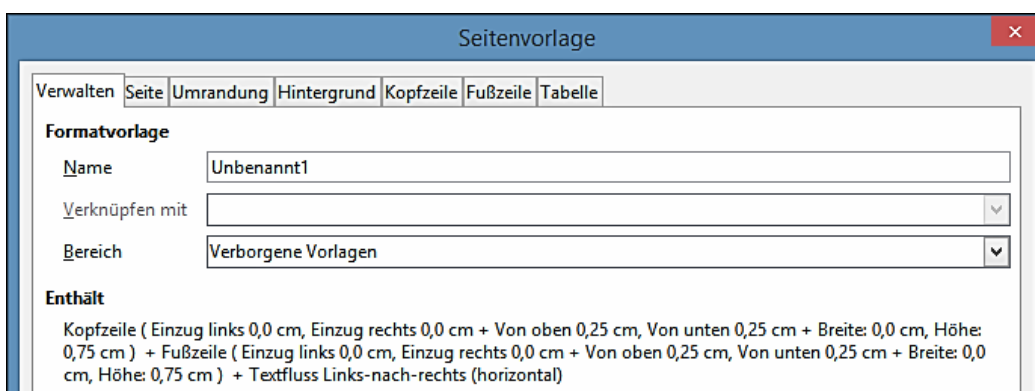 Seitenvorlage
Verwalten Seite Umrandung Hintergrund Kopfzeile Fußzeile Tabelle
Formatvorlage
Name Unbenannt1
Verknüpfen mit
Bereich Verborgene Vorlagen
Enthält
Kopfzeile ( Einzug links 0,0 cm, Einzug rechts 0,0 cm + Von oben 0,25 cm, Von unten 0,25 cm + Breite: 0,0 cm, Höhe:
0,75 cm ) + Fußzeile ( Einzug links 0,0 cm, Einzug rechts 0,0 cm + Von oben 0,25 cm, Von unten 0,25 cm + Breite: 0,0
cm, Höhe: 0,75 cm ) + Textfluss Links-nach-rechts (horizontal)